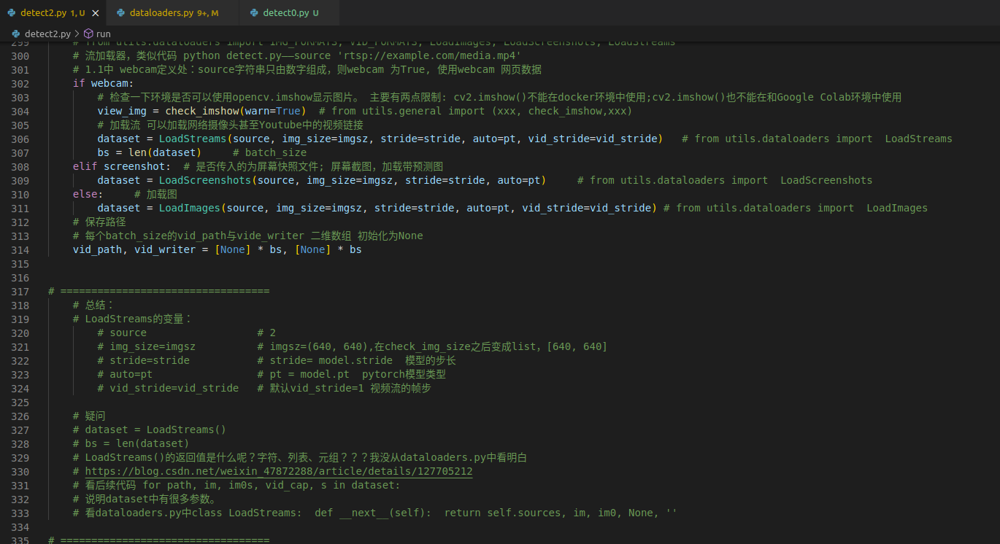 detect2.py 1, U
dataloaders.py 9+, M
detect0.py U
detect2.py > run
299 # from utils.dataloaders import IMG_FORMATS, VID_FORMATS, LoadImages, LoadScreenshots, LoadStreams
300 # 流加载器，类似代码 python detect.py——source 'rtsp://example.com/media.mp4'
301 # 1.1中 webcam定义处：source字符串只由数字组成，则webcam 为True, 使用webcam 网页数据
302 if webcam:
303 # 检查一下环境是否可以使用opencv.imshow显示图片。 主要有两点限制: cv2.imshow()不能在docker环境中使用;cv2.imshow()也不能在和Google Colab环境中使用
304 view_img = check_imshow(warn=True) # from utils.general import (xxx, check_imshow,xxx)
305 # 加载流 可以加载网络摄像头甚至Youtube中的视频链接
306 dataset = LoadStreams(source, img_size=imgsz, stride=stride, auto=pt, vid_stride=vid_stride) # from utils.dataloaders import LoadStreams
307 bs = len(dataset) # batch_size
308 elif screenshot: # 是否传入的为屏幕快照文件; 屏幕截图，加载带预测图
309 dataset = LoadScreenshots(source, img_size=imgsz, stride=stride, auto=pt) # from utils.dataloaders import LoadScreenshots
310 else: # 加载图
311 dataset = LoadImages(source, img_size=imgsz, stride=stride, auto=pt, vid_stride=vid_stride) # from utils.dataloaders import LoadImages
312 # 保存路径
313 # 每个batch_size的vid_path与vide_writer 二维数组 初始化为None
314 vid_path, vid_writer = [None] * bs, [None] * bs
315
316
317 # ==================================
318 # 总结：
319 # LoadStreams的变量：
320 # source # 2
321 # img_size=imgsz # imgsz=(640, 640),在check_img_size之后变成list，[640, 640]
322 # stride=stride # stride= model.stride 模型的步长
323 # auto=pt # pt = model.pt pytorch模型类型
324 # vid_stride=vid_stride # 默认vid_stride=1 视频流的帧步
325
326 # 疑问
327 # dataset = LoadStreams()
328 # bs = len(dataset)
329 # LoadStreams()的返回值是什么呢？字符、列表、元组？？？我没从dataloaders.py中看明白
330 # https://blog.csdn.net/weixin_47872288/article/details/127705212
331 # 看后续代码 for path, im, im0s, vid_cap, s in dataset:
332 # 说明dataset中有很多参数。
333 # 看dataloaders.py中class LoadStreams: def __next__(self): return self.sources, im, im0, None, ''
334
335 # ==================================